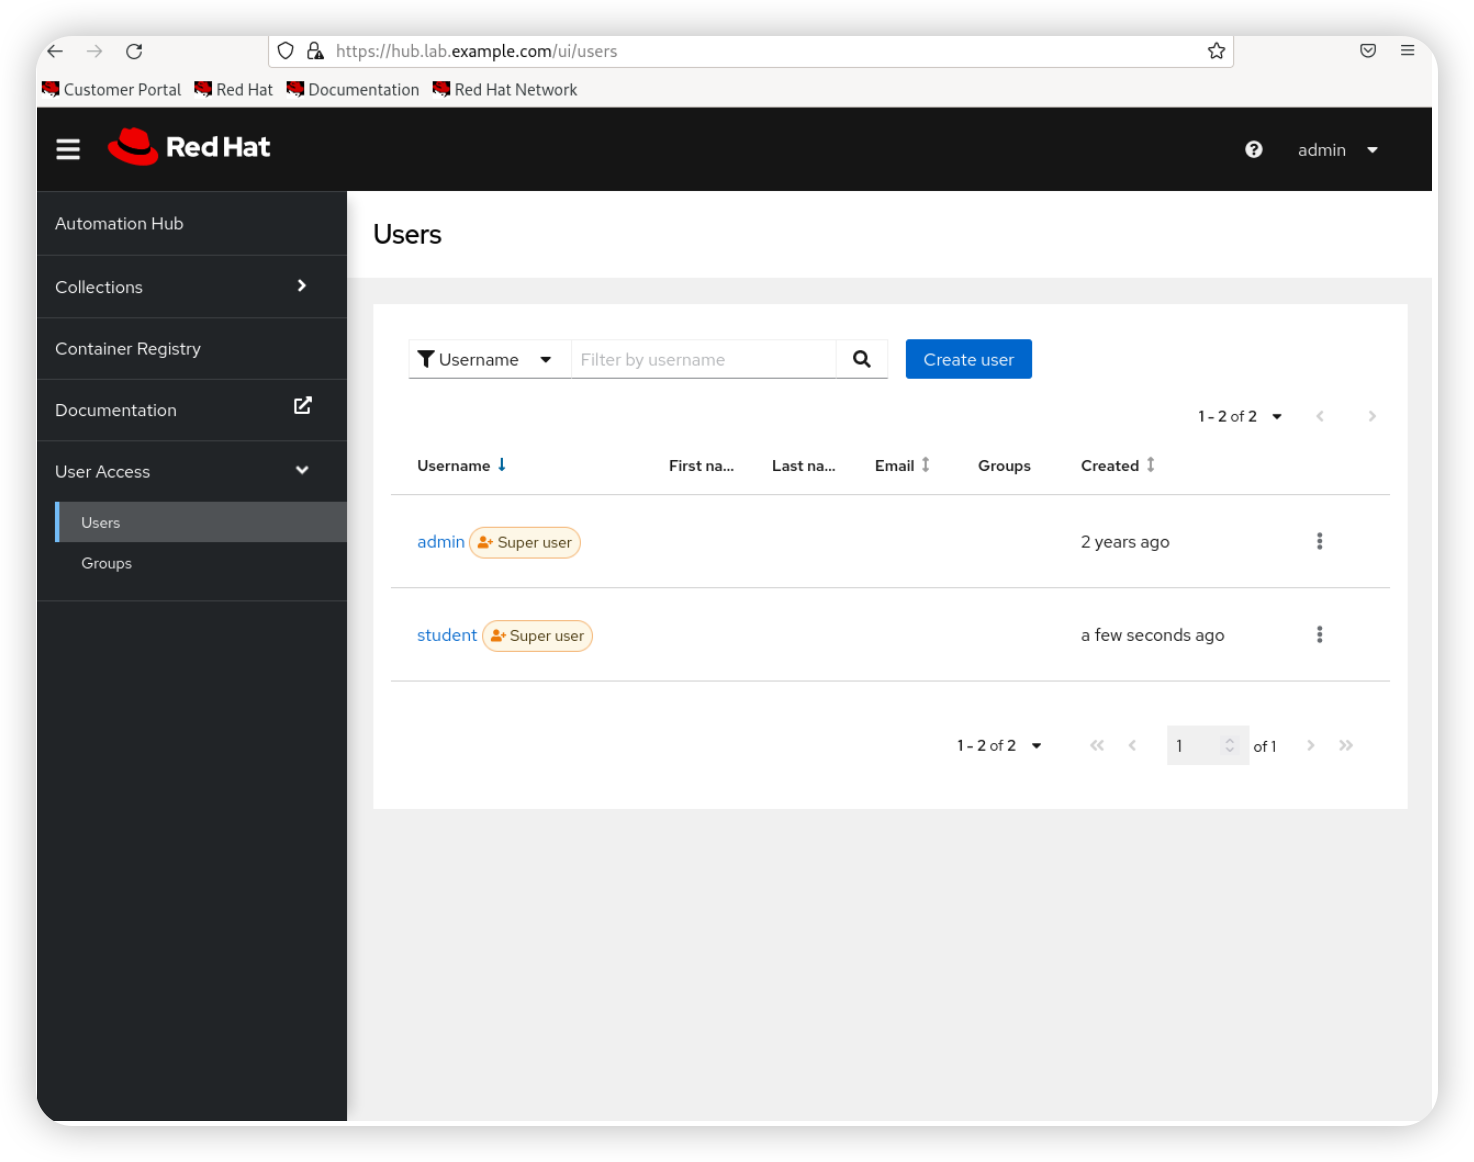 https://hub.lab.example.com/ui/users
Customer Portal Red Hat Documentation Red Hat Network
Red Hat
admin
Automation Hub
Collections
Container Registry
Documentation
User Access
Users
Groups
Users
Username Filter by username Create user
1 - 2 of 2
Username First na... Last na... Email Groups Created
admin Super user 2 years ago
student Super user a few seconds ago
1 - 2 of 2 1 of 1